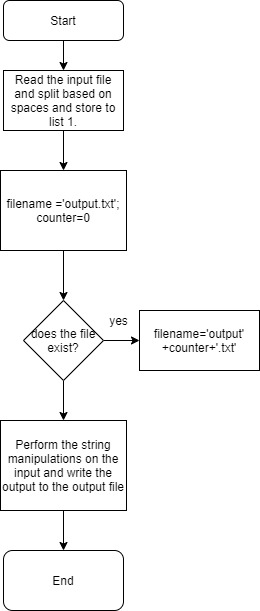 Start
Read the input file
and split based on
spaces and store to
list 1.
filename ='output.txt';
counter=0
does the file
exist?
yes
filename='output'
+counter+'.txt'
Perform the string
manipulations on the
input and write the
output to the output file
End